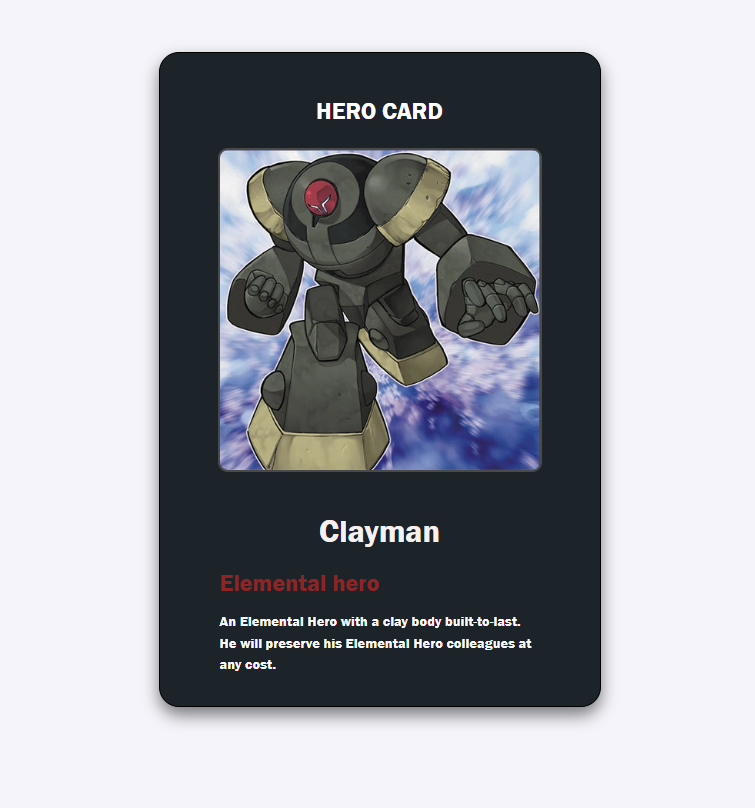 HERO CARD
Clayman
Elemental hero
An Elemental Hero with a clay body built-to-last.
He will preserve his Elemental Hero colleagues at
any cost.